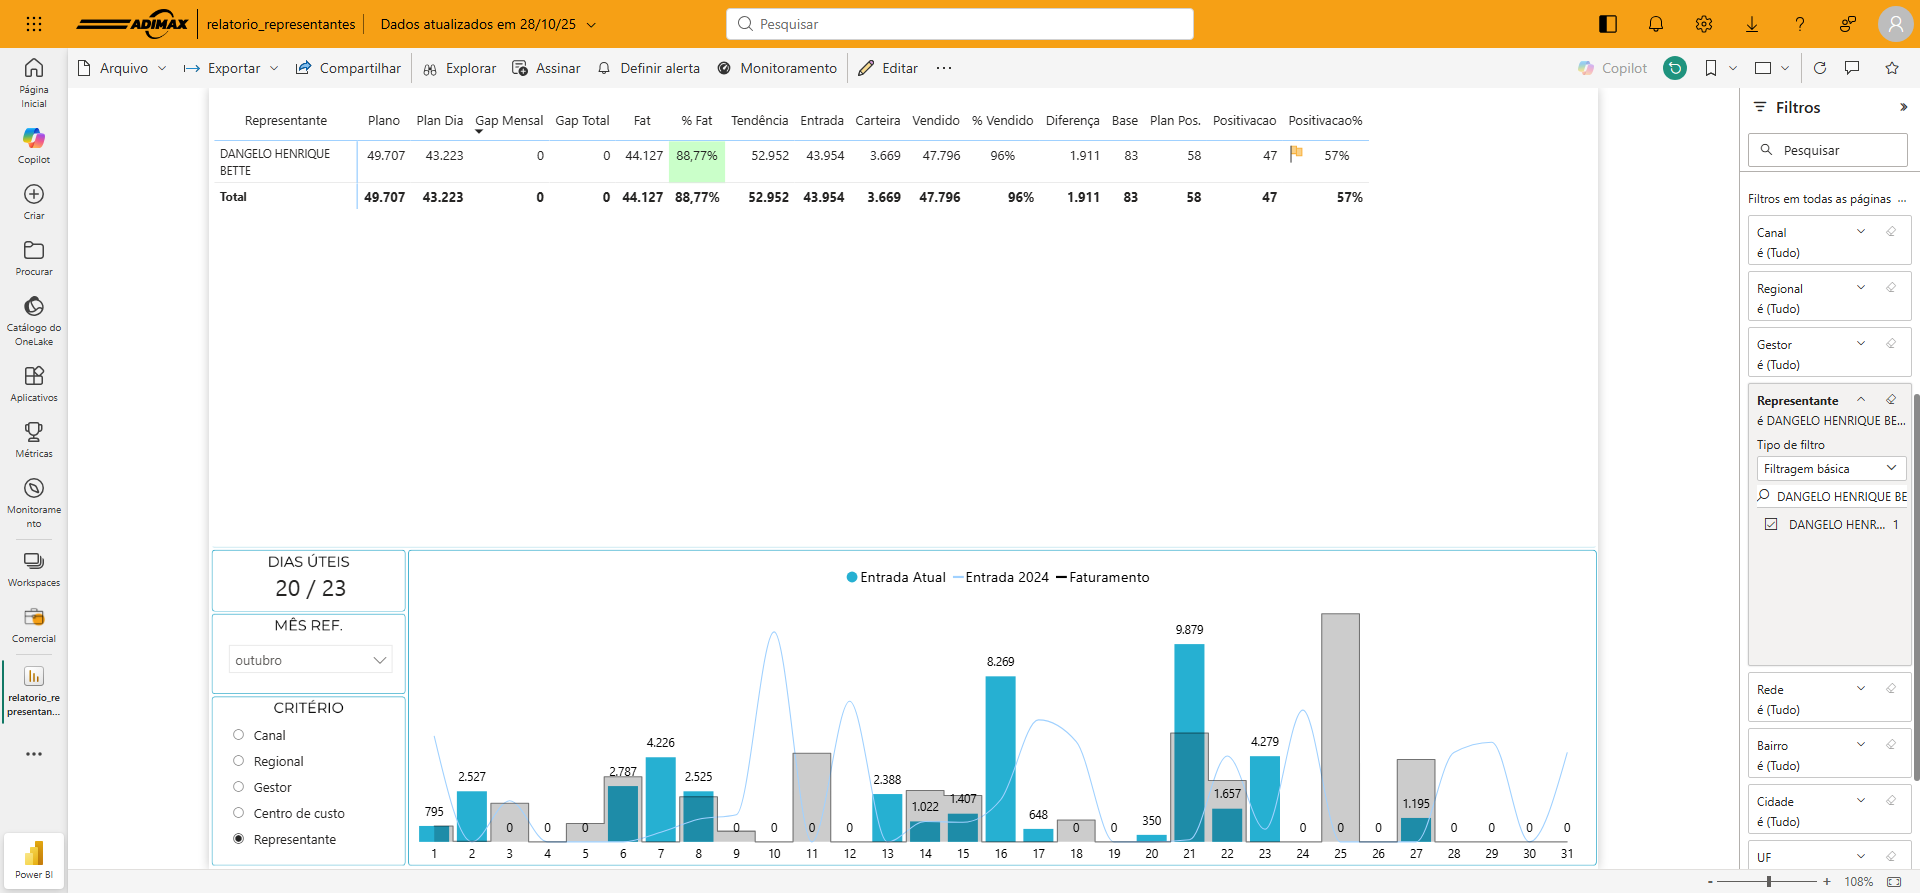 ADIMAX relatorio_representantes Dados atualizados em 28/10/25 Pesquisar
Arquivo Exportar Compartilhar Explorar Assinar Definir alerta Monitoramento Editar ... Copilot
Página
Inicial
Copilot
Criar
Procurar
Catálogo do
OneLake
Aplicativos
Métricas
Monitorame
nto
Workspaces
Comercial
relatorio_re
presentan...
Power BI
Representante Plano Plan Dia Gap Mensal Gap Total Fat % Fat Tendência Entrada Carteira Vendido % Vendido Diferença Base Plan Pos. Positivacao Positivacao%
DANGELO HENRIQUE
BETTE 49.707 43.223 0 0 44.127 88,77% 52.952 43.954 3.669 47.796 96% 1.911 83 58 47 57%
Total 49.707 43.223 0 0 44.127 88,77% 52.952 43.954 3.669 47.796 96% 1.911 83 58 47 57%
DIAS ÚTEIS
20 / 23
MÊS REF.
outubro
CRITÉRIO
Canal
Regional
Gestor
Centro de custo
Representante
Entrada Atual Entrada 2024 Faturamento
795 2.527 0 0 0 2.787 4.226 2.525 0 0 0 0 2.388 1.022 1.407 8.269 648 0 0 350 9.879 1.657 4.279 0 0 0 1.195 0 0 0 0
1 2 3 4 5 6 7 8 9 10 11 12 13 14 15 16 17 18 19 20 21 22 23 24 25 26 27 28 29 30 31
Filtros
Pesquisar
Filtros em todas as páginas ...
Canal
é (Tudo)
Regional
é (Tudo)
Gestor
é (Tudo)
Representante
é DANGELO HENRIQUE BE...
Tipo de filtro
Filtragem básica
DANGELO HENRIQUE BE
DANGELO HENR... 1
Rede
é (Tudo)
Bairro
é (Tudo)
Cidade
é (Tudo)
UF
- + 108%